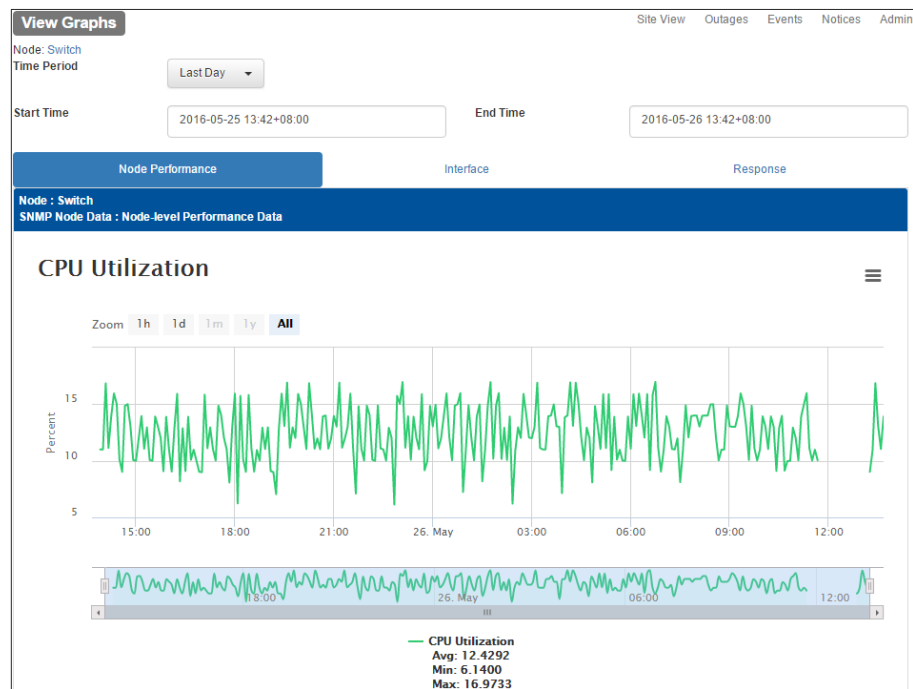 View Graphs
Site View Outages Events Notices Admin
Node: Switch
Time Period
Last Day
Start Time
2016-05-25 13:42+08:00
End Time
2016-05-26 13:42+08:00
Node Performance
Interface
Response
Node : Switch
SNMP Node Data : Node-level Performance Data
CPU Utilization
Zoom 1h 1d 1m 1y All
Percent
15
10
5
15:00 18:00 21:00 26. May 03:00 06:00 09:00 12:00
18:00 26. May 06:00 12:00
CPU Utilization
Avg: 12.4292
Min: 6.1400
Max: 16.9733